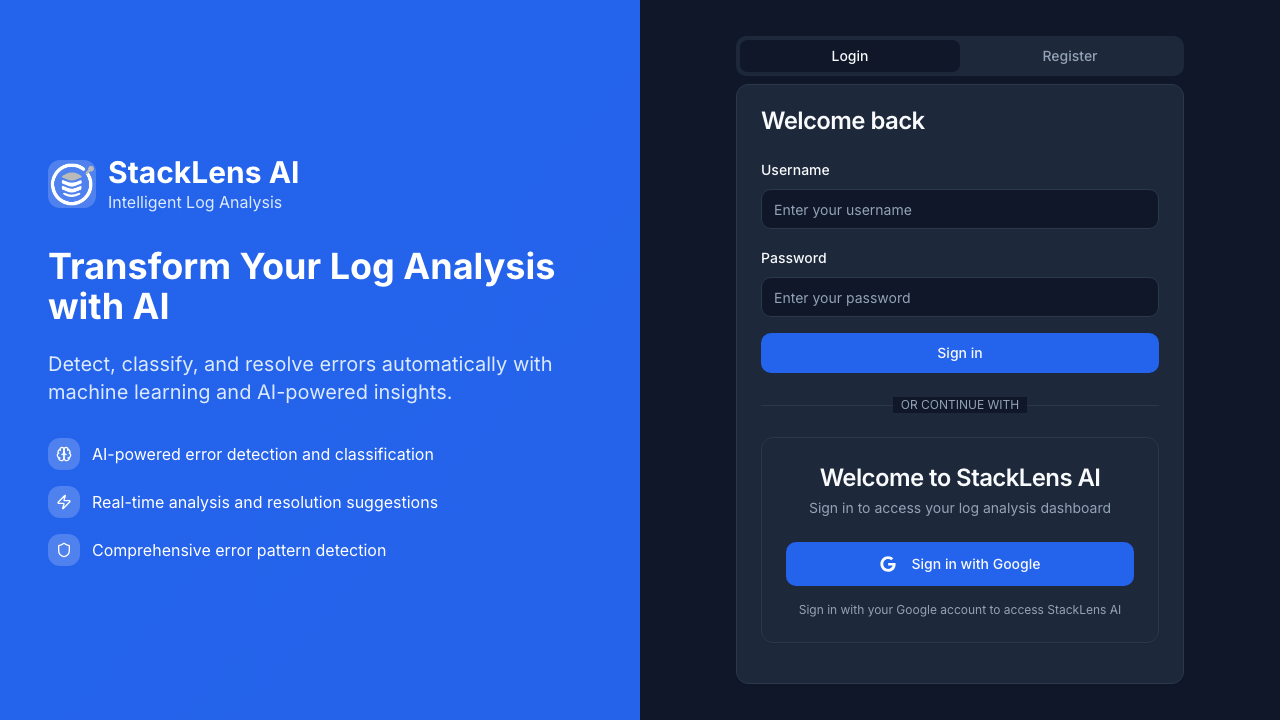 StackLens AI
Intelligent Log Analysis
Transform Your Log Analysis
with AI
Detect, classify, and resolve errors automatically with
machine learning and AI-powered insights.
AI-powered error detection and classification
Real-time analysis and resolution suggestions
Comprehensive error pattern detection
Login
Register
Welcome back
Username
Enter your username
Password
Enter your password
Sign in
OR CONTINUE WITH
Welcome to StackLens AI
Sign in to access your log analysis dashboard
Sign in with Google
Sign in with your Google account to access StackLens AI